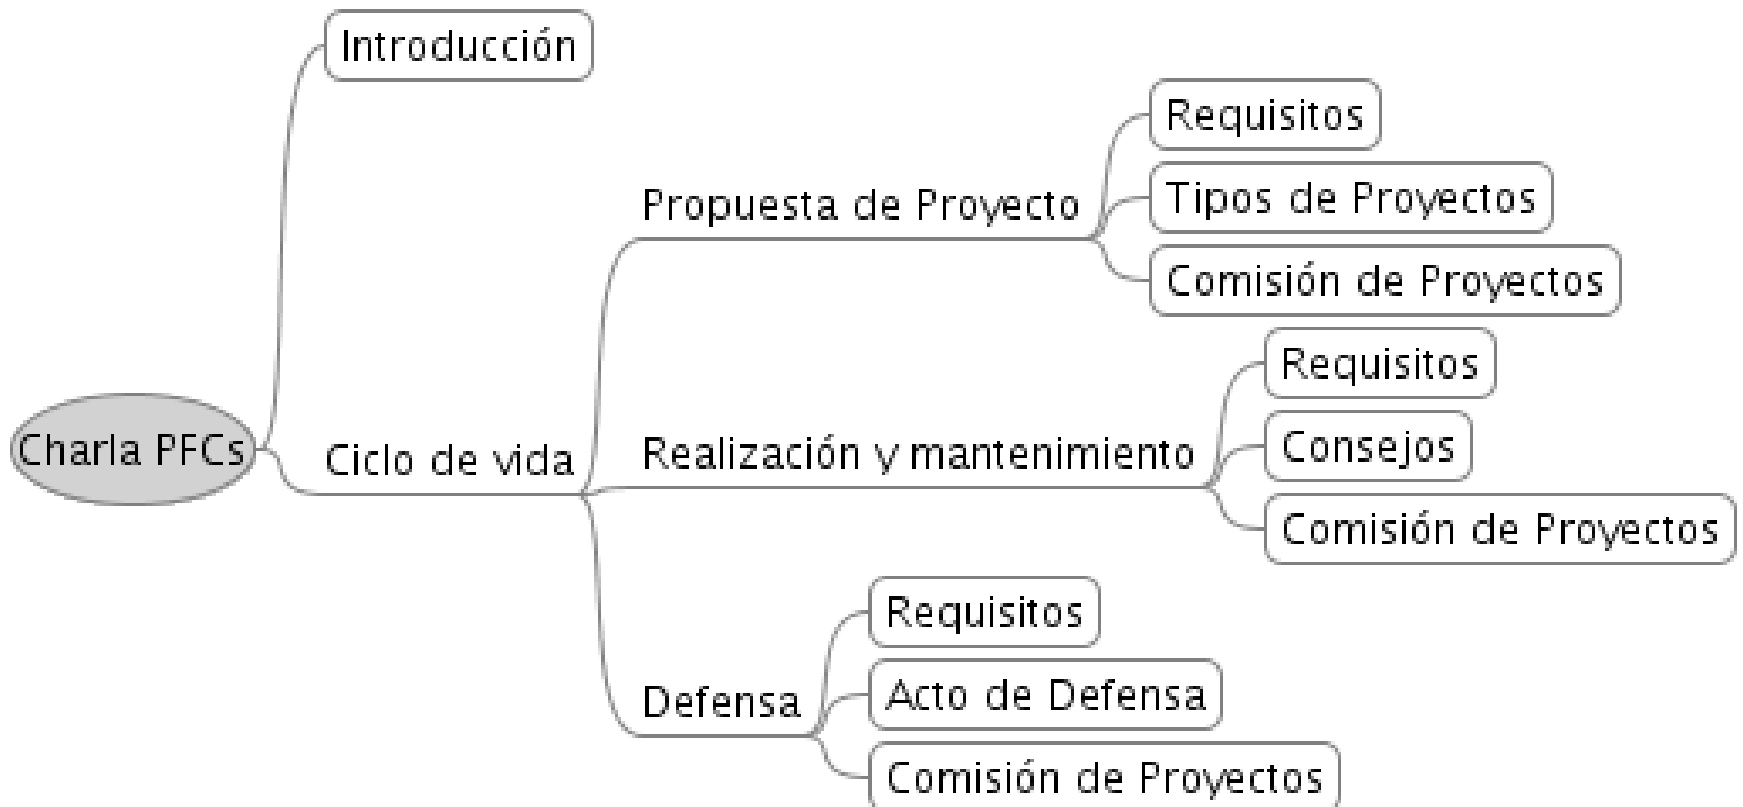 Charla PFCs
Introducción
Ciclo de vida
Propuesta de Proyecto
Requisitos
Tipos de Proyectos
Comisión de Proyectos
Realización y mantenimiento
Requisitos
Consejos
Comisión de Proyectos
Defensa
Requisitos
Acto de Defensa
Comisión de Proyectos